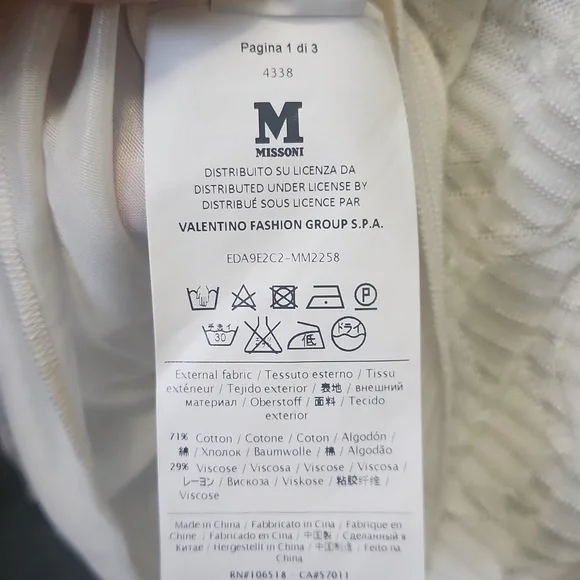 Pagina 1 di 3
4338
M
MISSONI
DISTRIBUITO SU LICENZA DA
DISTRIBUTED UNDER LICENSE BY
DISTRIBUÉ SOUS LICENCE PAR
VALENTINO FASHION GROUP S.P.A.
EDA9E2C2-MM2258
P
手洗イ 30 低 ドライ
External fabric / Tessuto esterno / Tissu
extérieur / Tejido exterior / 表地 / внешний
материал / Oberstoff / 面料 / Tecido
exterior
71% Cotton / Cotone / Coton / Algodón /
綿 / Хлопок / Baumwolle / 棉 / Algodão
29% Viscose / Viscosa / Viscose / Viscosa /
レーヨン / Вискоза / Viskose / 粘胶纤维 /
Viscose
Made in China / Fabbricato in Cina / Fabrique en
Chine / Fabricado en Cina / 中国製 / Сделанный в
Китае / Hergestellt in China / 中国制造 / Feito na
China
RN#106518 CA#57011